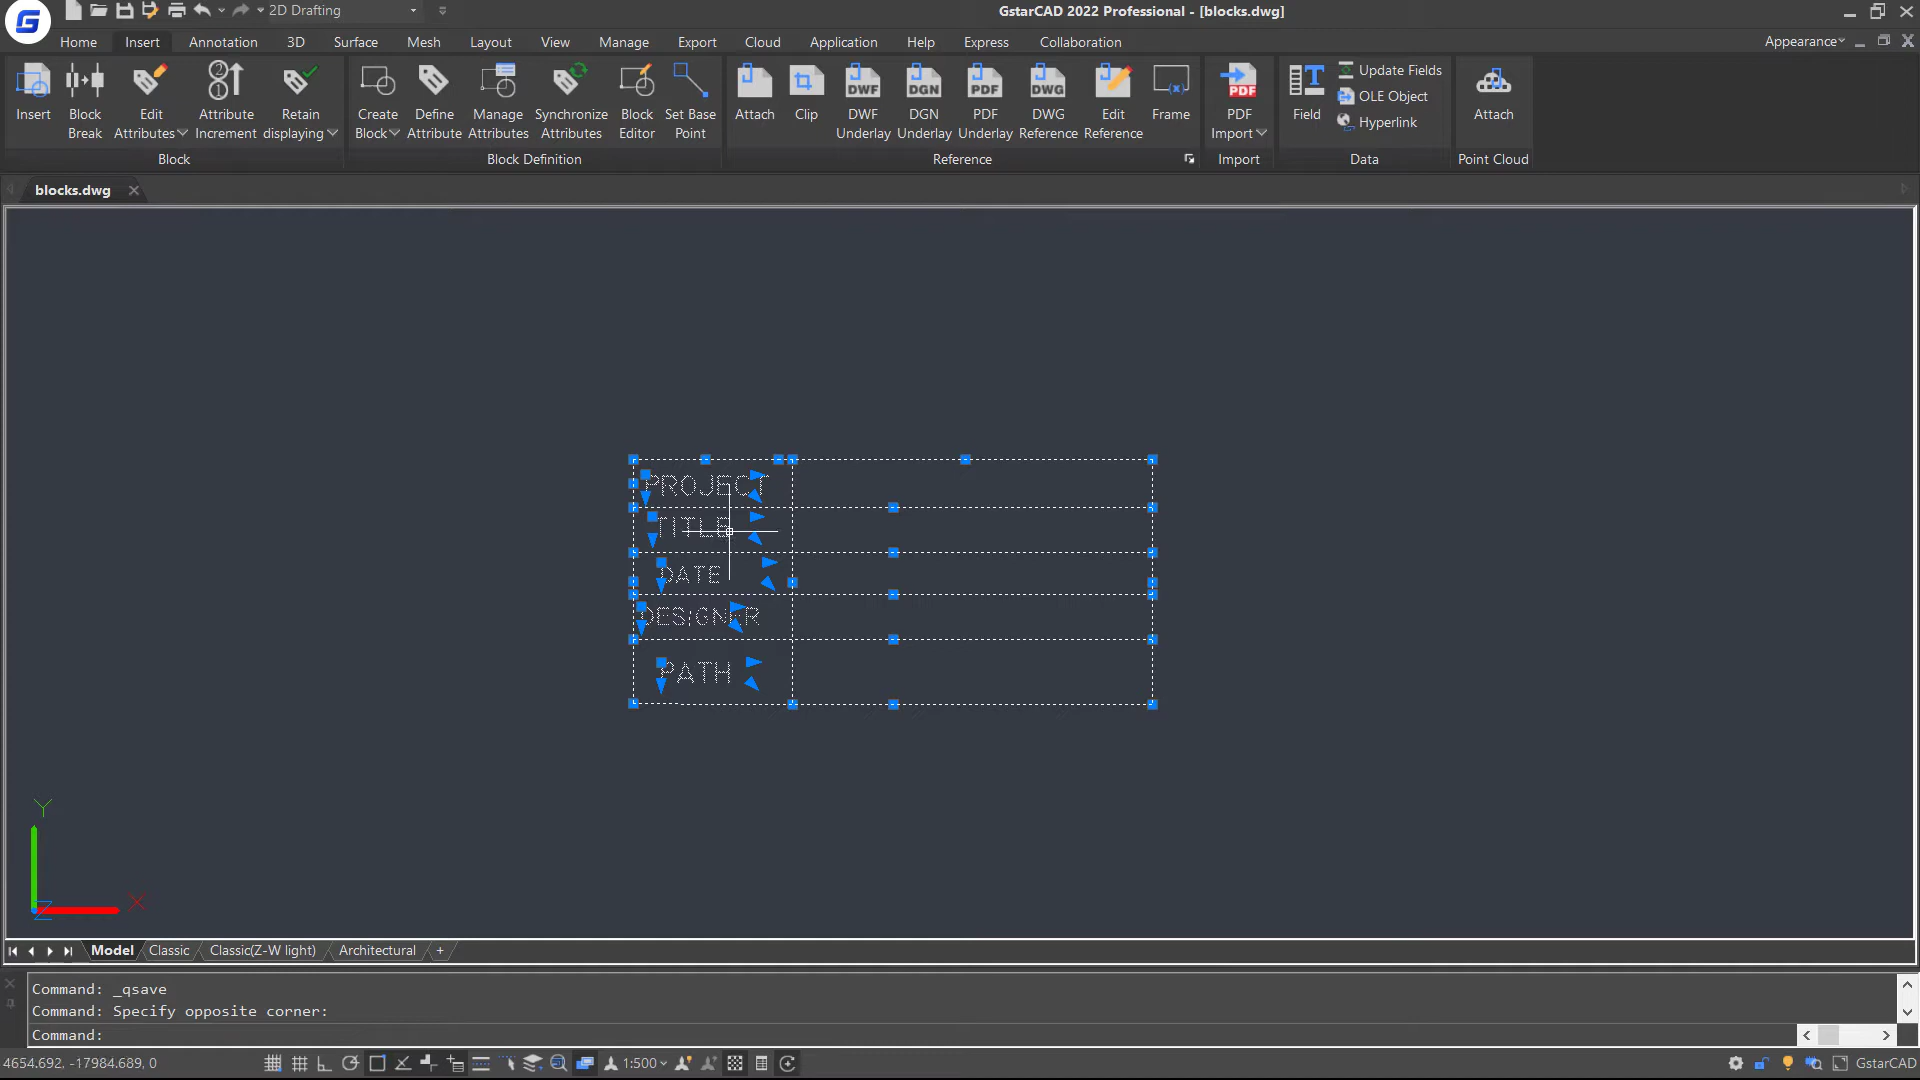 2D Drafting
GstarCAD 2022 Professional - [blocks.dwg]
Home Insert Annotation 3D Surface Mesh Layout View Manage Export Cloud Application Help Express Collaboration Appearance
Insert
Block Break
Edit Attributes
Attribute Increment
Retain displaying
Block
Create Block
Define Attribute
Manage Attributes
Synchronize Attributes
Block Editor
Set Base Point
Block Definition
Attach
Clip
DWF Underlay
DGN Underlay
PDF Underlay
DWG Reference
Edit Reference
Frame
Reference
PDF Import
Import
Field
Update Fields
OLE Object
Hyperlink
Data
Attach
Point Cloud
blocks.dwg
PROJECT
TITLE
DATE
DESIGNER
PATH
Y
X
Z
Model Classic Classic(Z-W light) Architectural +
Command: _qsave
Command: Specify opposite corner:
Command:
4654.692, -17984.689, 0
1:500
GstarCAD